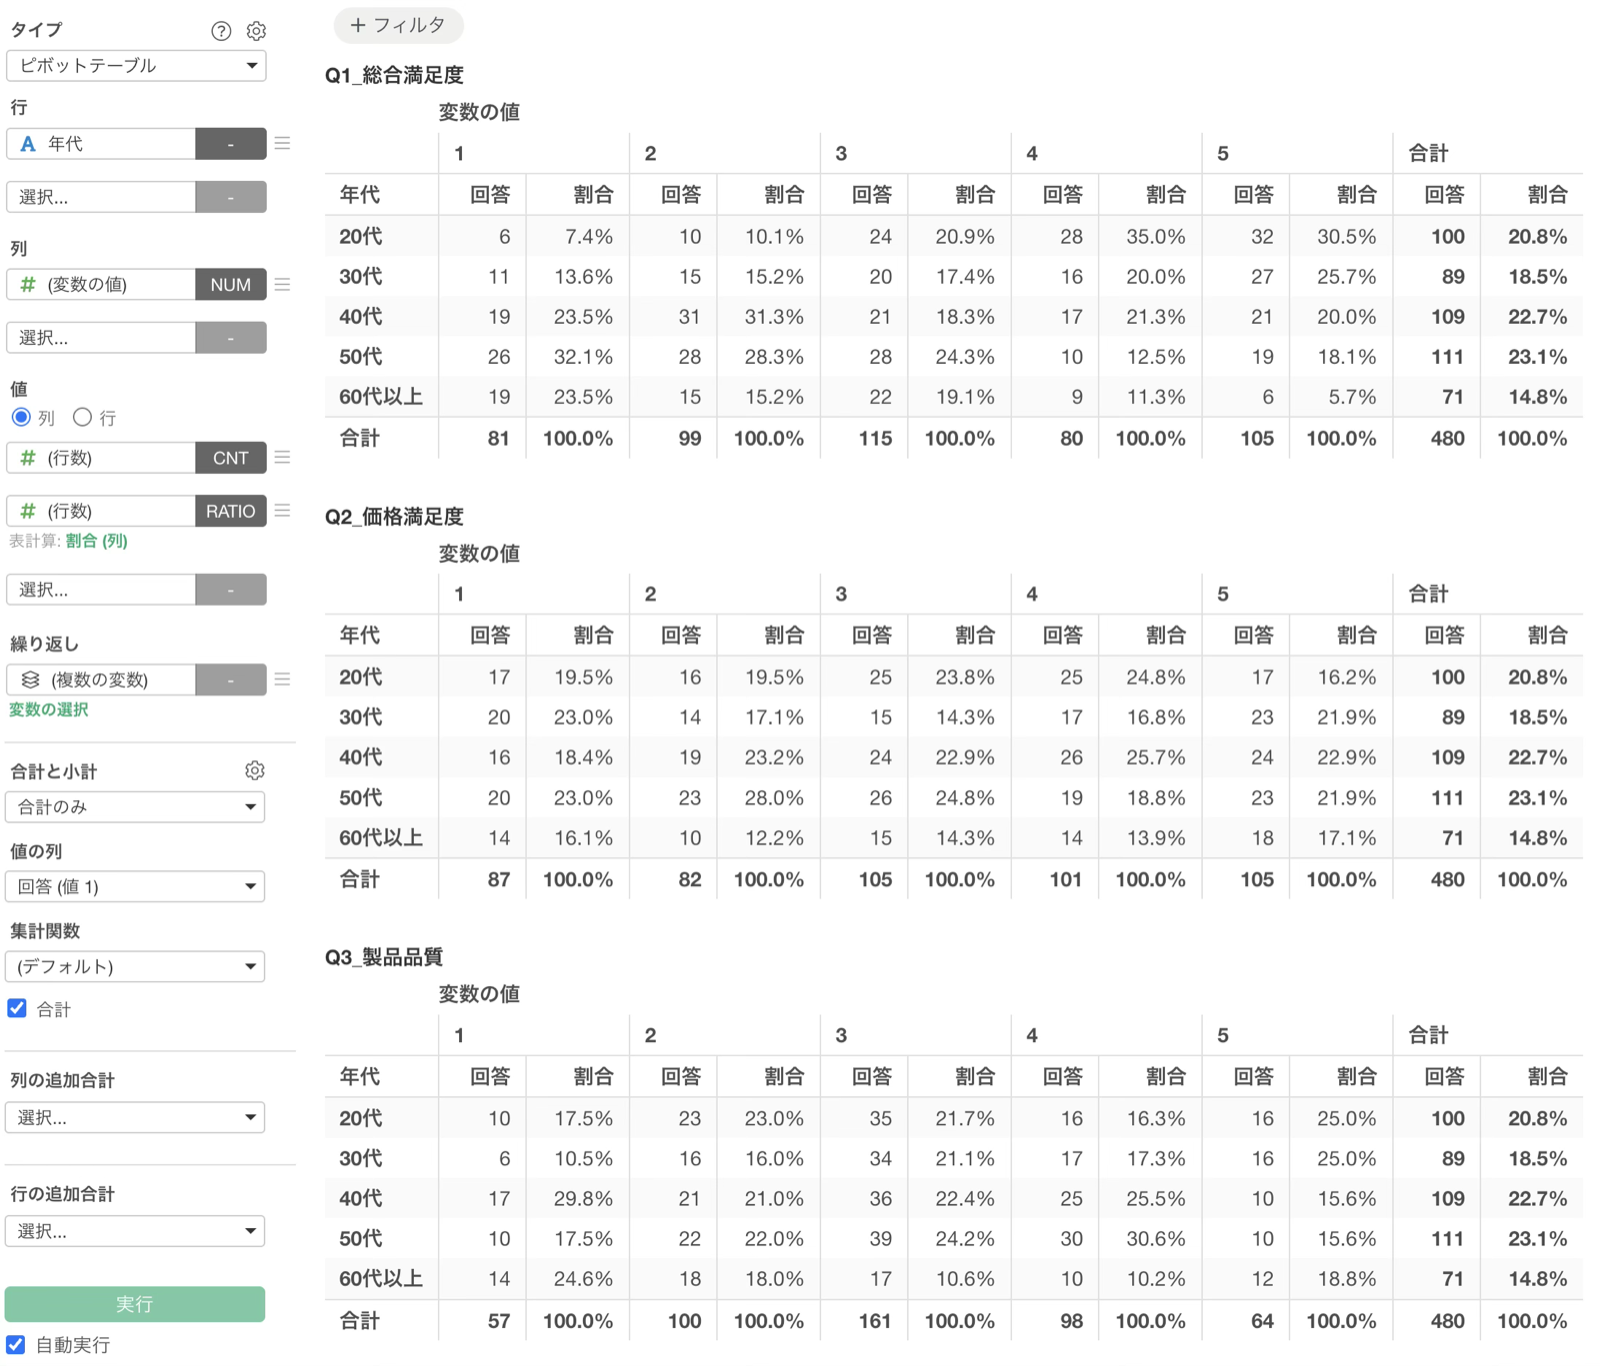 タイプ
ピボットテーブル
行
A 年代 -
選択... -
列
# (変数の値) NUM
選択... -
値
列 行
# (行数) CNT
# (行数) RATIO
表計算: 割合 (列)
選択... -
繰り返し
(複数の変数) -
変数の選択
合計と小計
合計のみ
値の列
回答 (値 1)
集計関数
(デフォルト)
合計
列の追加合計
選択...
行の追加合計
選択...
実行
自動実行
+ フィルタ
Q1_総合満足度
変数の値
1 2 3 4 5 合計
年代 回答 割合 回答 割合 回答 割合 回答 割合 回答 割合 回答 割合
20代 6 7.4% 10 10.1% 24 20.9% 28 35.0% 32 30.5% 100 20.8%
30代 11 13.6% 15 15.2% 20 17.4% 16 20.0% 27 25.7% 89 18.5%
40代 19 23.5% 31 31.3% 21 18.3% 17 21.3% 21 20.0% 109 22.7%
50代 26 32.1% 28 28.3% 28 24.3% 10 12.5% 19 18.1% 111 23.1%
60代以上 19 23.5% 15 15.2% 22 19.1% 9 11.3% 6 5.7% 71 14.8%
合計 81 100.0% 99 100.0% 115 100.0% 80 100.0% 105 100.0% 480 100.0%
Q2_価格満足度
変数の値
1 2 3 4 5 合計
年代 回答 割合 回答 割合 回答 割合 回答 割合 回答 割合 回答 割合
20代 17 19.5% 16 19.5% 25 23.8% 25 24.8% 17 16.2% 100 20.8%
30代 20 23.0% 14 17.1% 15 14.3% 17 16.8% 23 21.9% 89 18.5%
40代 16 18.4% 19 23.2% 24 22.9% 26 25.7% 24 22.9% 109 22.7%
50代 20 23.0% 23 28.0% 26 24.8% 19 18.8% 23 21.9% 111 23.1%
60代以上 14 16.1% 10 12.2% 15 14.3% 14 13.9% 18 17.1% 71 14.8%
合計 87 100.0% 82 100.0% 105 100.0% 101 100.0% 105 100.0% 480 100.0%
Q3_製品品質
変数の値
1 2 3 4 5 合計
年代 回答 割合 回答 割合 回答 割合 回答 割合 回答 割合 回答 割合
20代 10 17.5% 23 23.0% 35 21.7% 16 16.3% 16 25.0% 100 20.8%
30代 6 10.5% 16 16.0% 34 21.1% 17 17.3% 16 25.0% 89 18.5%
40代 17 29.8% 21 21.0% 36 22.4% 25 25.5% 10 15.6% 109 22.7%
50代 10 17.5% 22 22.0% 39 24.2% 30 30.6% 10 15.6% 111 23.1%
60代以上 14 24.6% 18 18.0% 17 10.6% 10 10.2% 12 18.8% 71 14.8%
合計 57 100.0% 100 100.0% 161 100.0% 98 100.0% 64 100.0% 480 100.0%